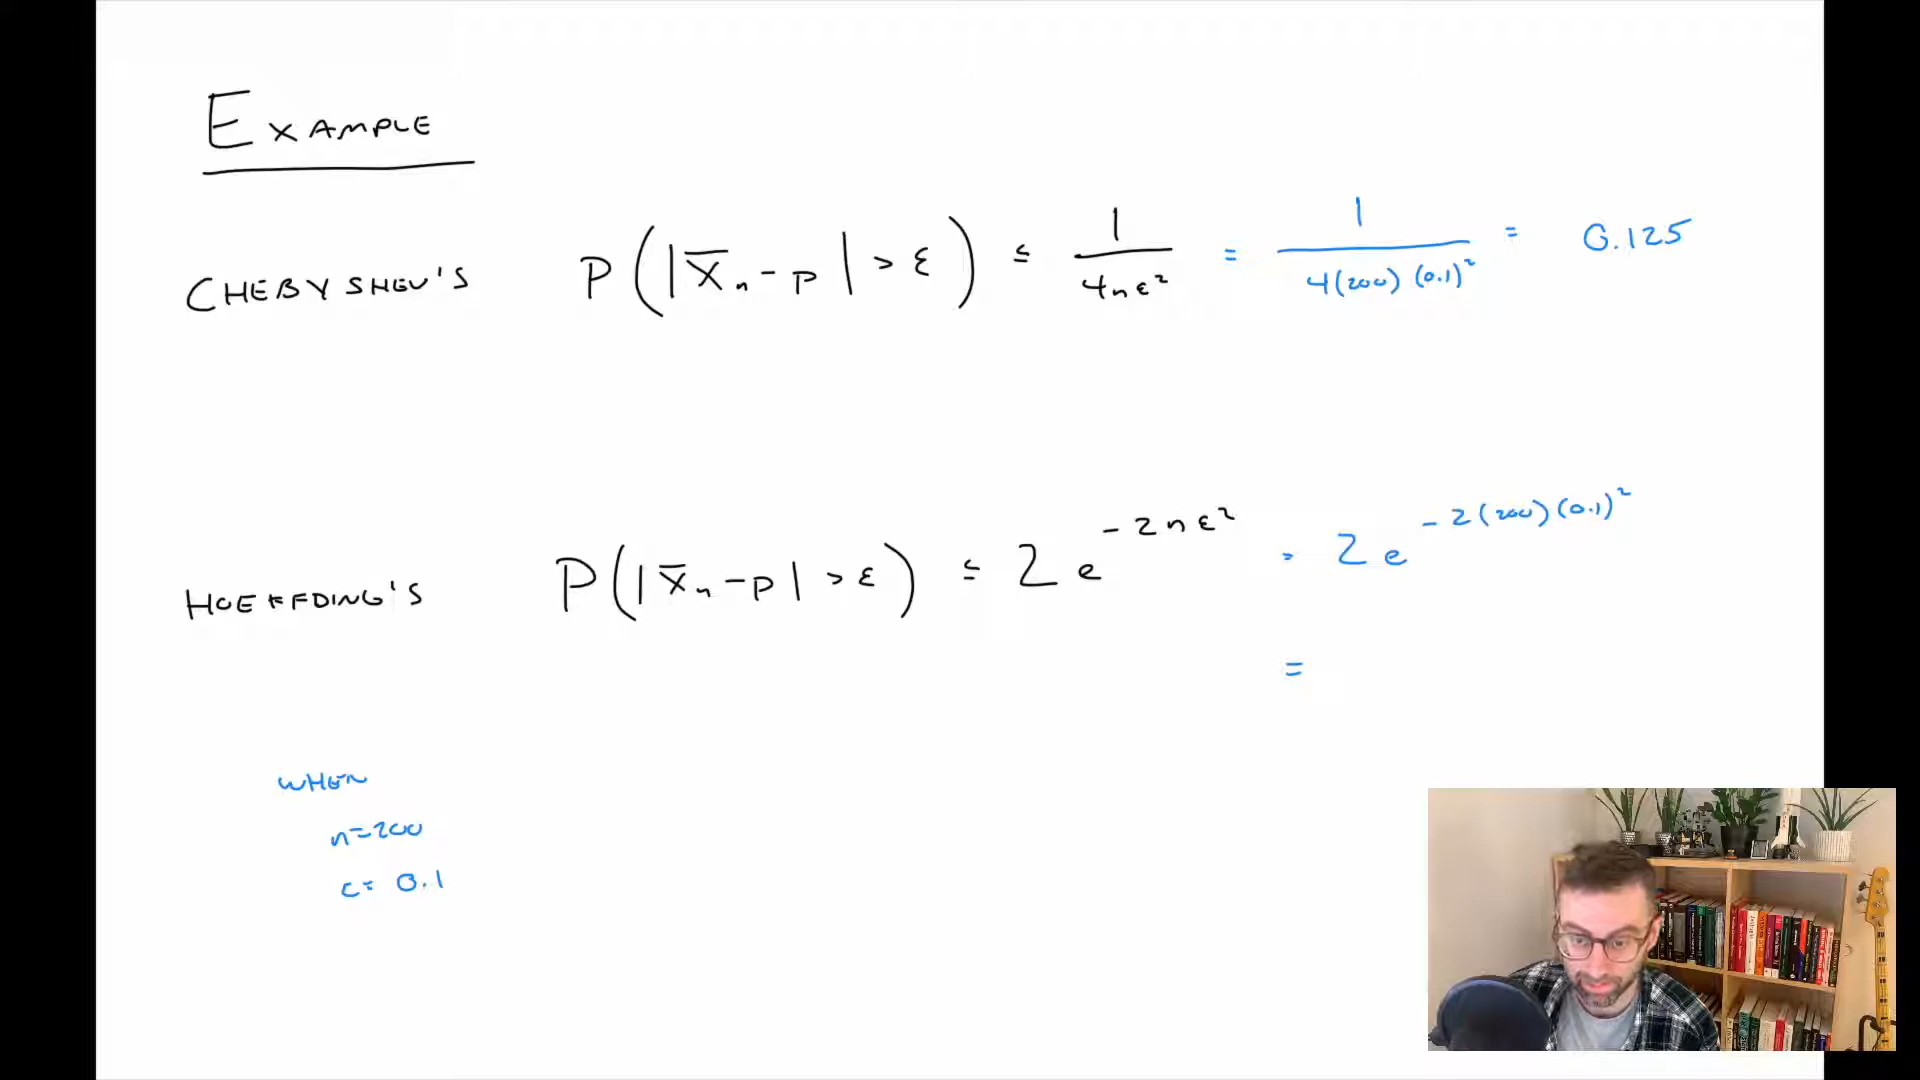 EXAMPLE
CHEBYSHEV'S P(|X̅ₙ - p| > ε) ≤ 1/(4nε²) = 1/(4(200)(0.1)²) = 0.125
HOEFFDING'S P(|X̅ₙ - p| > ε) ≤ 2e^(-2nε²) = 2e^(-2(200)(0.1)²)
=
WHEN
n=200
ε= 0.1